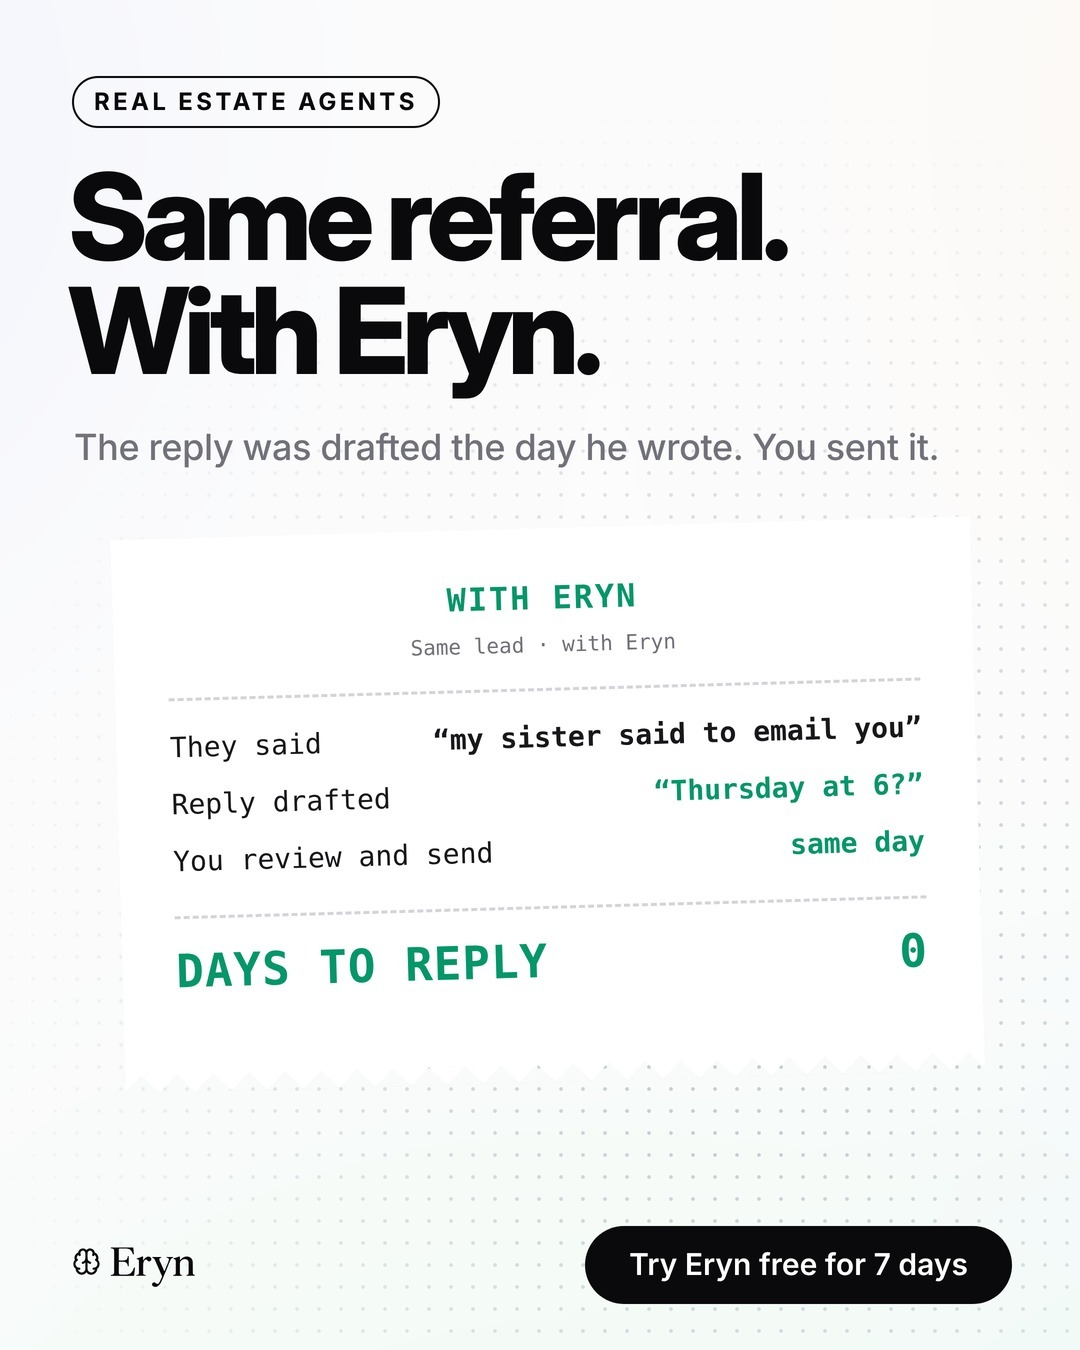 REAL ESTATE AGENTS
Same referral.
With Eryn.
The reply was drafted the day he wrote. You sent it.
WITH ERYN
Same lead · with Eryn
They said “my sister said to email you”
Reply drafted “Thursday at 6?”
You review and send same day
DAYS TO REPLY 0
Eryn
Try Eryn free for 7 days